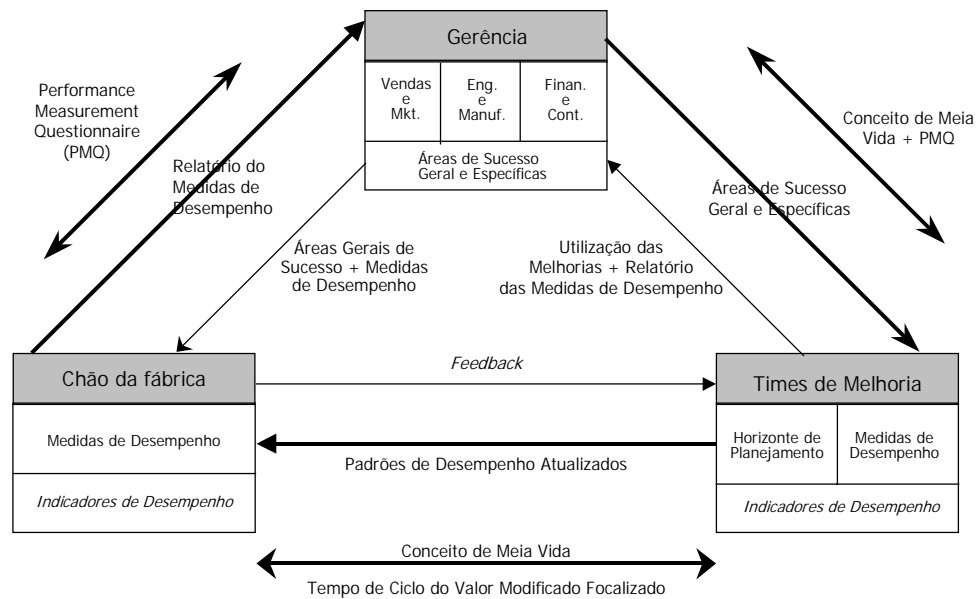 Gerência
Vendas
e
Mkt.
Eng.
e
Manuf.
Finan.
e
Cont.
Áreas de Sucesso
Geral e Específicas
Performance
Measurement
Questionnaire
(PMQ)
Relatório do
Medidas de
Desempenho
Conceito de Meia
Vida + PMQ
Áreas de Sucesso
Geral e Específicas
Áreas Gerais de
Sucesso + Medidas
de Desempenho
Utilização das
Melhorias + Relatório
das Medidas de Desempenho
Chão da fábrica
Medidas de Desempenho
Indicadores de Desempenho
Feedback
Padrões de Desempenho Atualizados
Times de Melhoria
Horizonte de
Planejamento
Medidas de
Desempenho
Indicadores de Desempenho
Conceito de Meia Vida
Tempo de Ciclo do Valor Modificado Focalizado